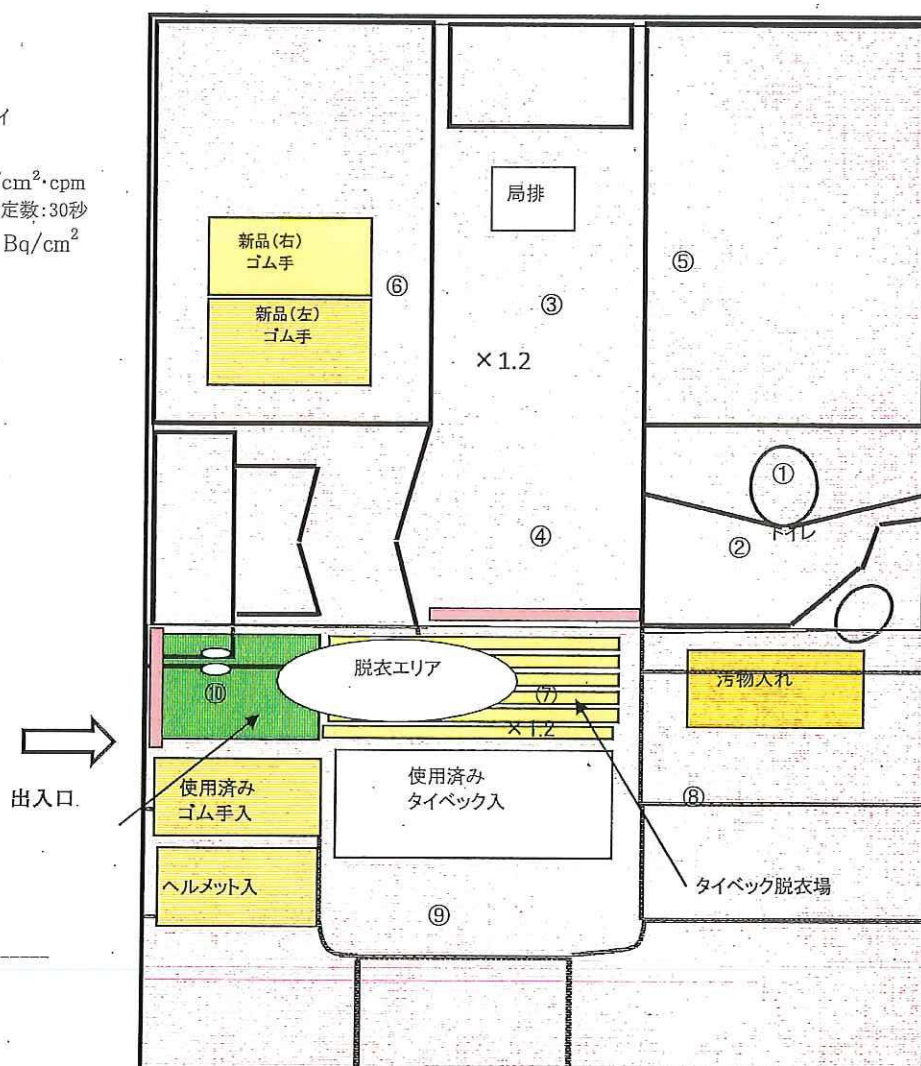 イ
cm²・cpm
定数:30秒
Bq/cm²
局排
新品(右)
ゴム手
⑥
新品(左)
ゴム手
③
⑤
×1.2
①
④
②
トイレ
脱衣エリア
⑩
⑦
×1.2
汚物入れ
出入口
使用済み
ゴム手入
使用済み
タイベック入
⑧
ヘルメット入
タイベック脱衣場
⑨